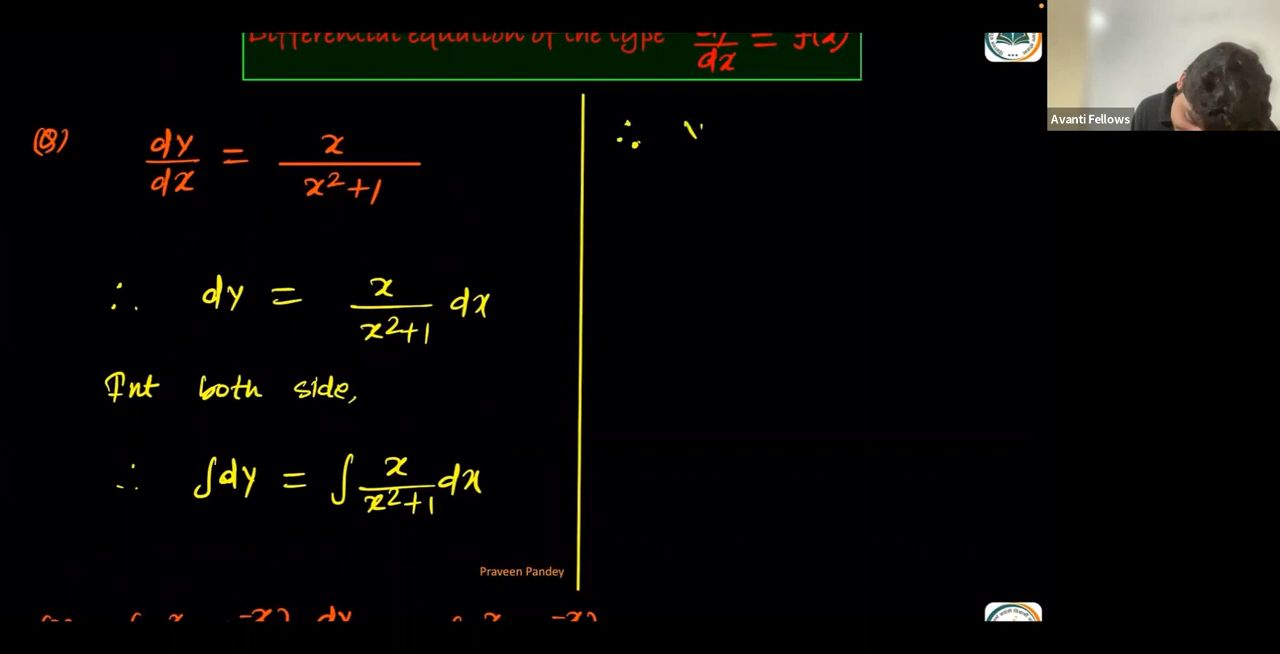 Differential equation of the type dy/dx = f(x)
Avanti Fellows
(Q) dy/dx = x/(x²+1)
∴ dy = x/(x²+1) dx
Int both side,
∴ ∫dy = ∫ x/(x²+1) dx
Praveen Pandey
∴